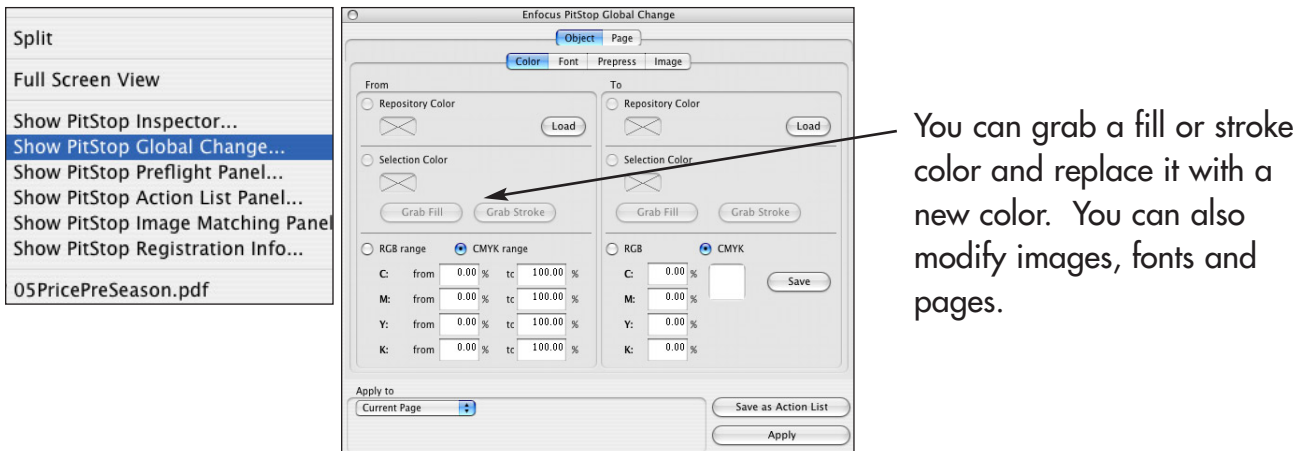 Split
Full Screen View
Show PitStop Inspector...
Show PitStop Global Change...
Show PitStop Preflight Panel...
Show PitStop Action List Panel...
Show PitStop Image Matching Panel
Show PitStop Registration Info...
05PricePreSeason.pdf
Enfocus PitStop Global Change
Object Page
Color Font Prepress Image
From To
Repository Color Repository Color
Load Load
Selection Color Selection Color
Grab Fill Grab Stroke Grab Fill Grab Stroke
RGB range CMYK range RGB CMYK
C: from 0.00 % to 100.00 % C: 0.00 %
Save
M: from 0.00 % to 100.00 % M: 0.00 %
Y: from 0.00 % to 100.00 % Y: 0.00 %
K: from 0.00 % to 100.00 % K: 0.00 %
Apply to
Current Page Save as Action List
Apply
You can grab a fill or stroke
color and replace it with a
new color. You can also
modify images, fonts and
pages.